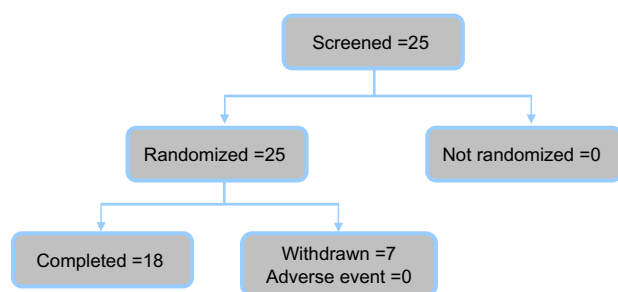 Screened =25
Randomized =25
Not randomized =0
Completed =18
Withdrawn =7
Adverse event =0